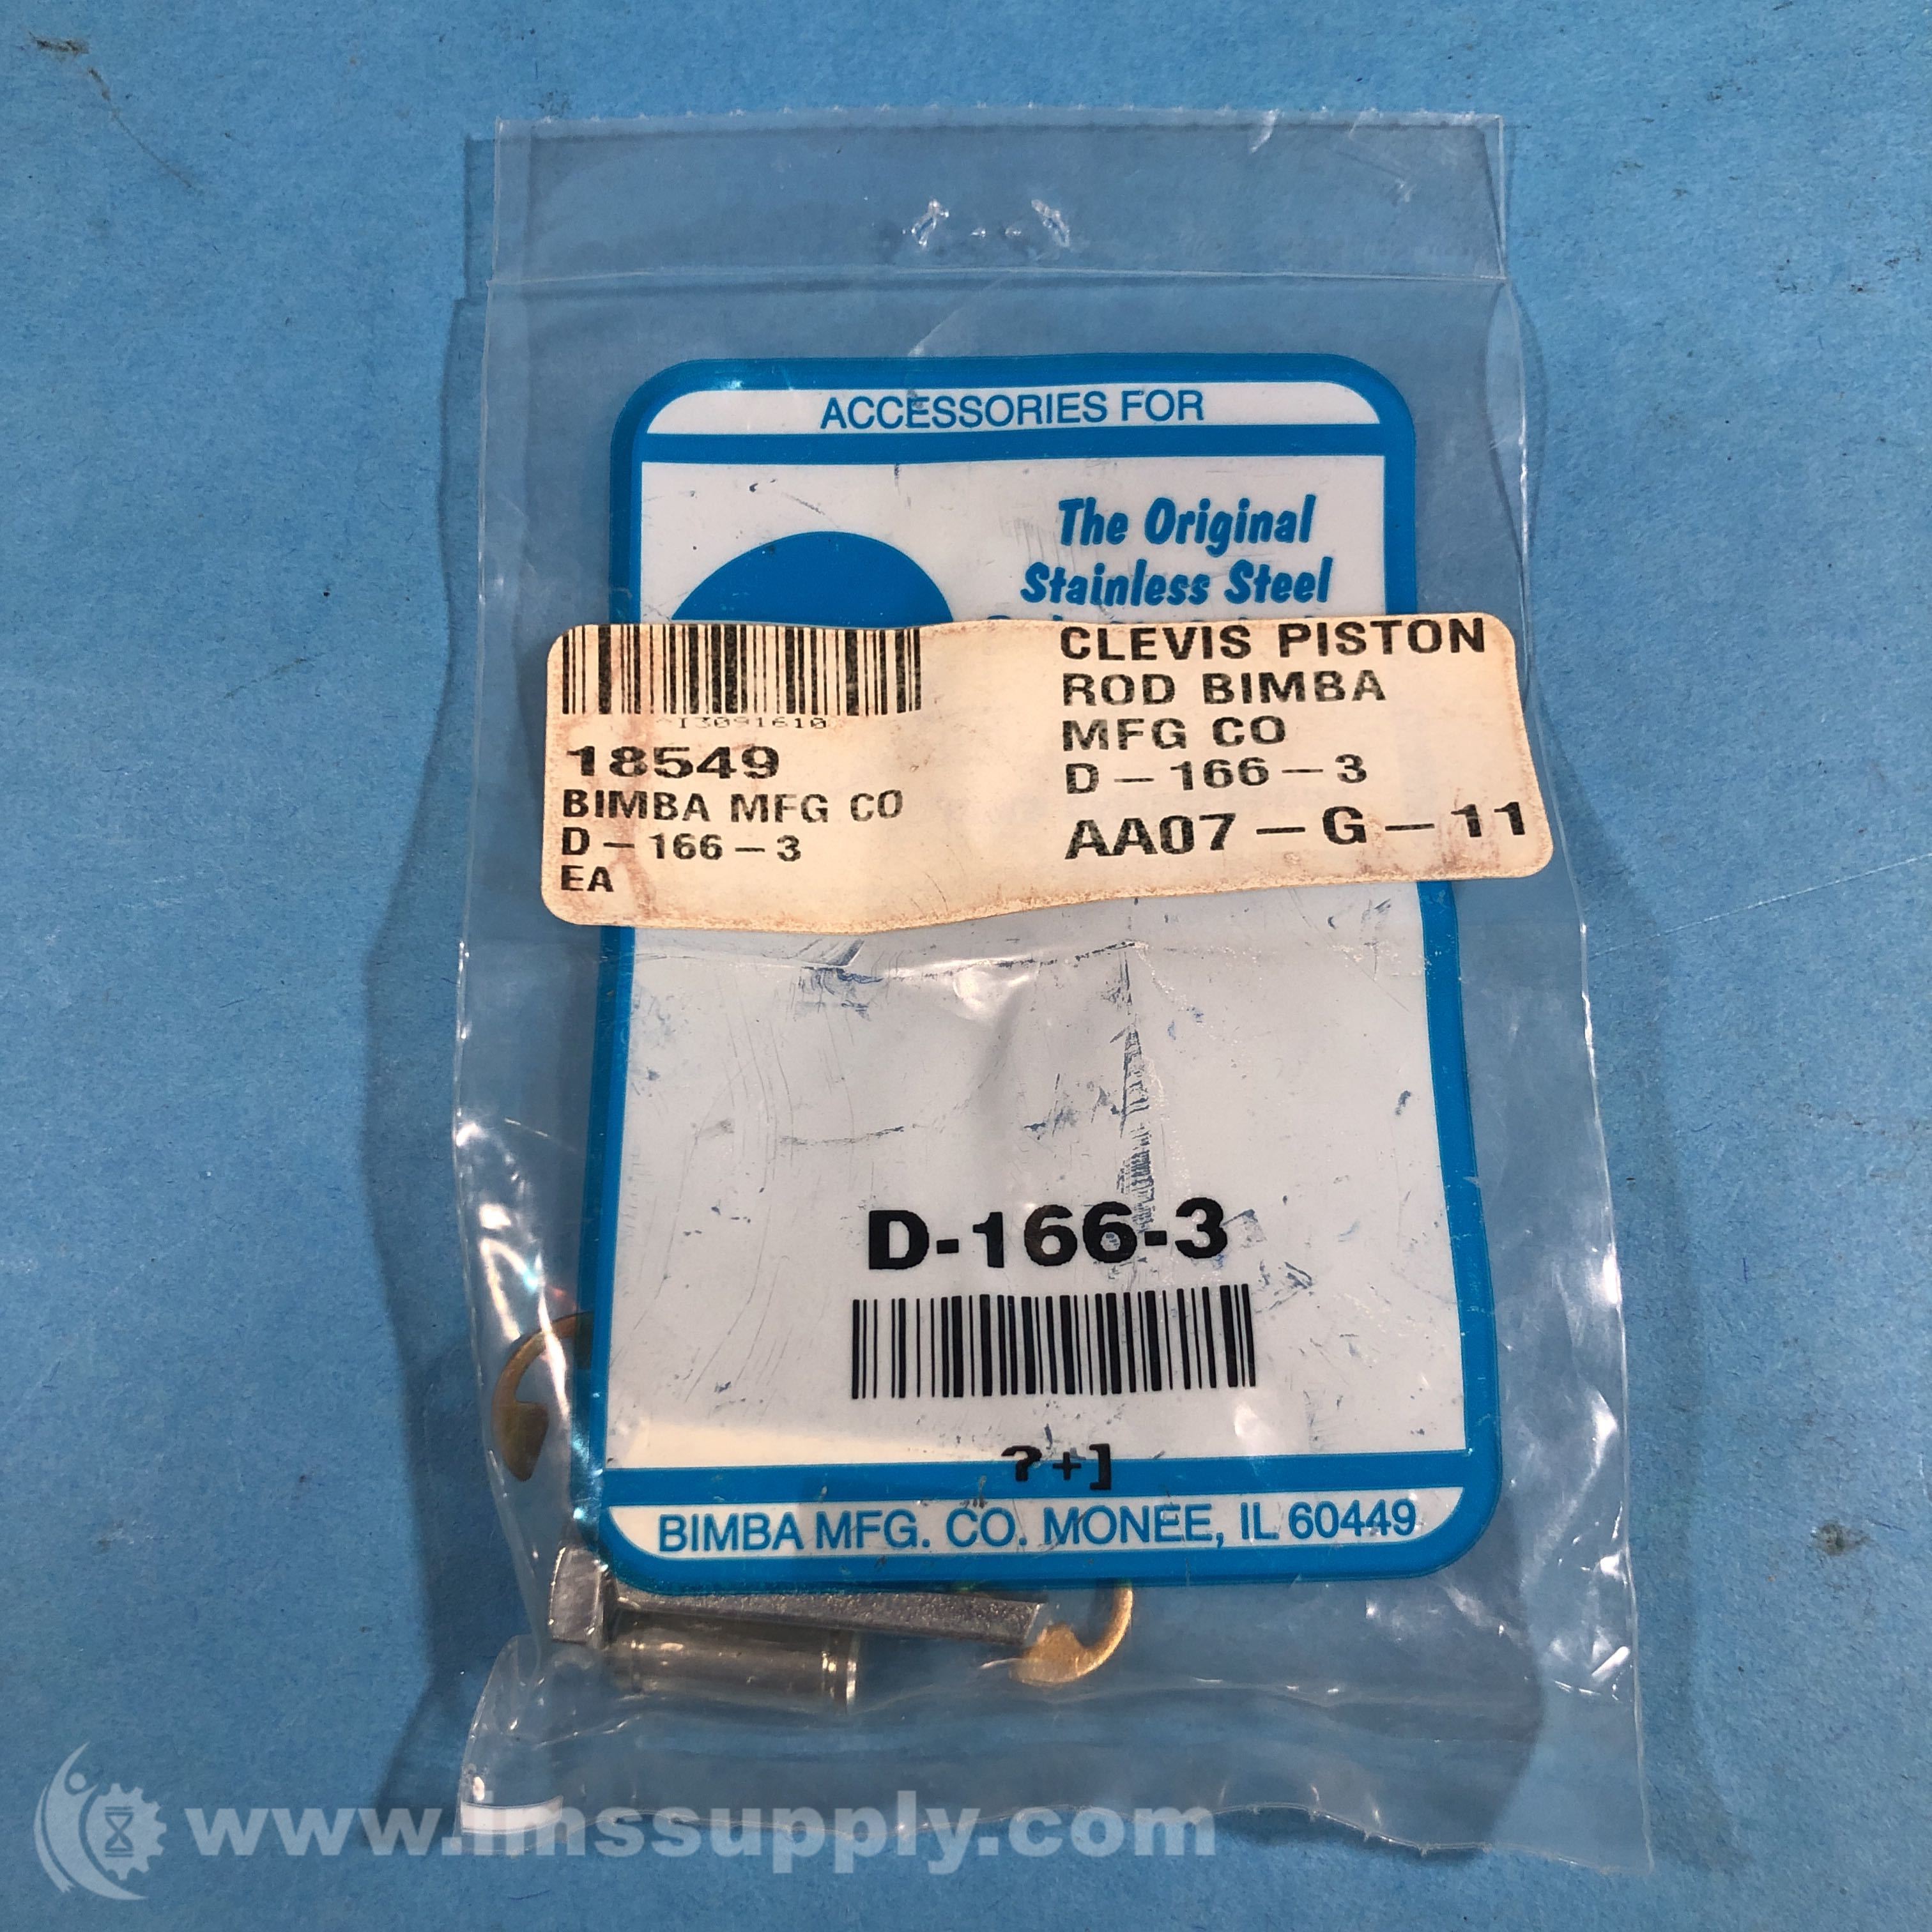 ACCESSORIES FOR
The Original
Stainless Steel
I3091610
18549
BIMBA MFG CO
D-166-3
EA
CLEVIS PISTON
ROD BIMBA
MFG CO
D-166-3
AA07-G-11
D-166-3
?+]
BIMBA MFG. CO. MONEE, IL 60449
www.imssupply.com